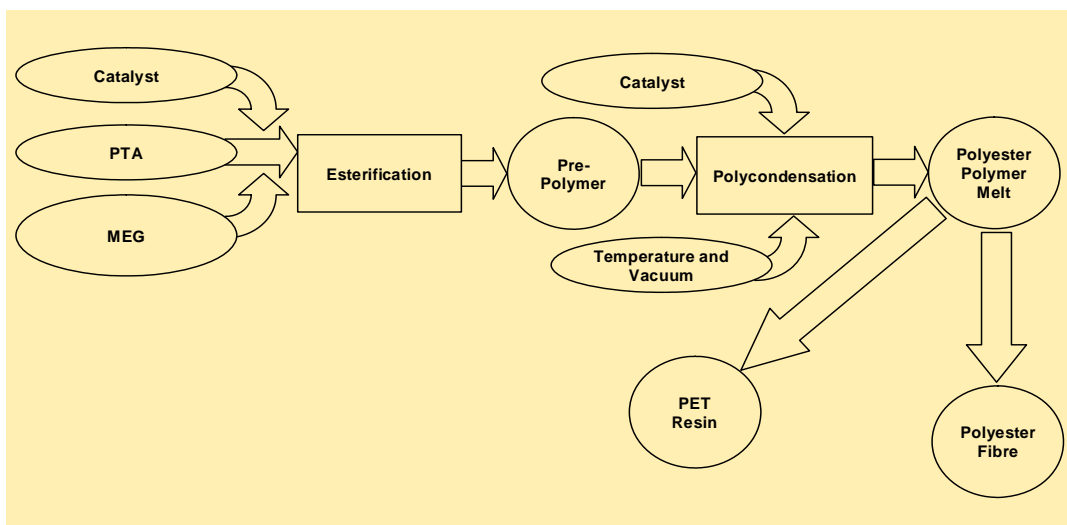 Catalyst
PTA
MEG
Esterification
Pre-
Polymer
Catalyst
Temperature and
Vacuum
Polycondensation
Polyester
Polymer
Melt
PET
Resin
Polyester
Fibre